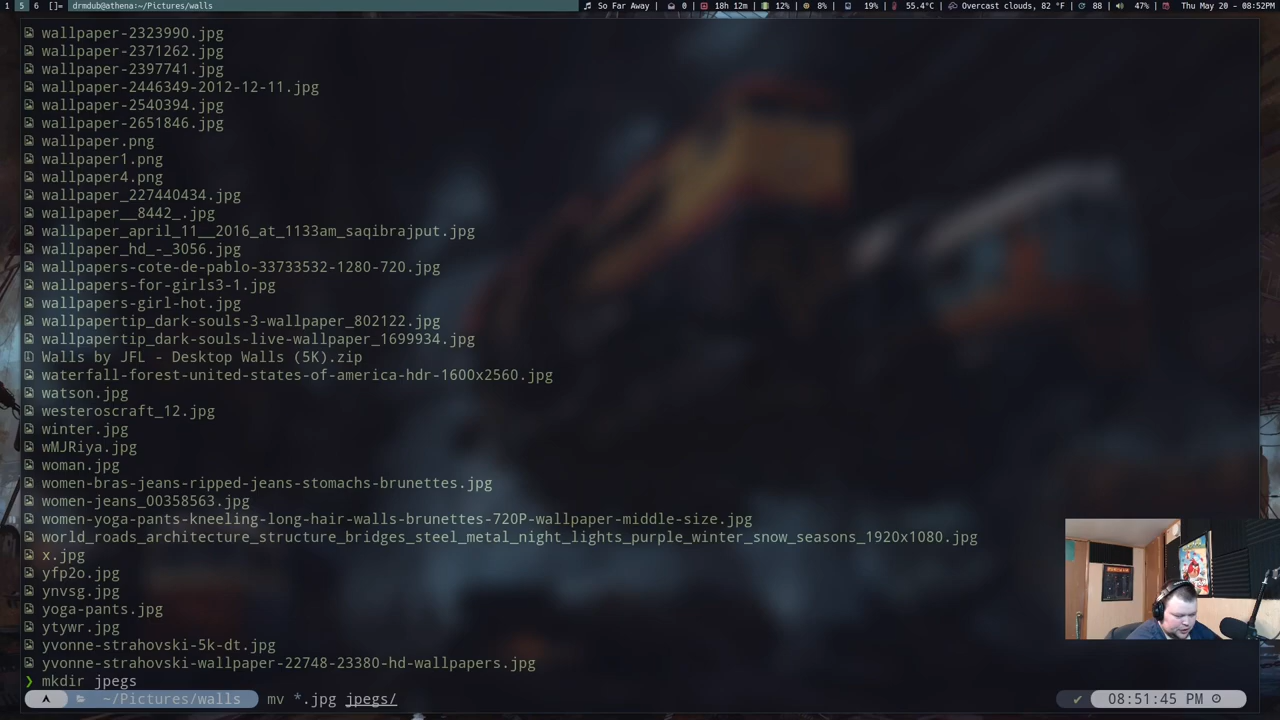 1 5 6 []= drmdub@athena:~/Pictures/walls So Far Away 0 18h 12m 12% 8% 19% 55.4°C Overcast clouds, 82 °F 88 47% Thu May 20 - 08:52PM
wallpaper-2323990.jpg
wallpaper-2371262.jpg
wallpaper-2397741.jpg
wallpaper-2446349-2012-12-11.jpg
wallpaper-2540394.jpg
wallpaper-2651846.jpg
wallpaper.png
wallpaper1.png
wallpaper4.png
wallpaper_227440434.jpg
wallpaper__8442_.jpg
wallpaper_april_11__2016_at_1133am_saqibrajput.jpg
wallpaper_hd_-_3056.jpg
wallpapers-cote-de-pablo-33733532-1280-720.jpg
wallpapers-for-girls3-1.jpg
wallpapers-girl-hot.jpg
wallpapertip_dark-souls-3-wallpaper_802122.jpg
wallpapertip_dark-souls-live-wallpaper_1699934.jpg
Walls by JFL - Desktop Walls (5K).zip
waterfall-forest-united-states-of-america-hdr-1600x2560.jpg
watson.jpg
westeroscraft_12.jpg
winter.jpg
wMJRiya.jpg
woman.jpg
women-bras-jeans-ripped-jeans-stomachs-brunettes.jpg
women-jeans_00358563.jpg
women-yoga-pants-kneeling-long-hair-walls-brunettes-720P-wallpaper-middle-size.jpg
world_roads_architecture_structure_bridges_steel_metal_night_lights_purple_winter_snow_seasons_1920x1080.jpg
x.jpg
yfp2o.jpg
ynvsg.jpg
yoga-pants.jpg
ytywr.jpg
yvonne-strahovski-5k-dt.jpg
yvonne-strahovski-wallpaper-22748-23380-hd-wallpapers.jpg
❯ mkdir jpegs
~/Pictures/walls mv *.jpg jpegs/ ✔ 08:51:45 PM